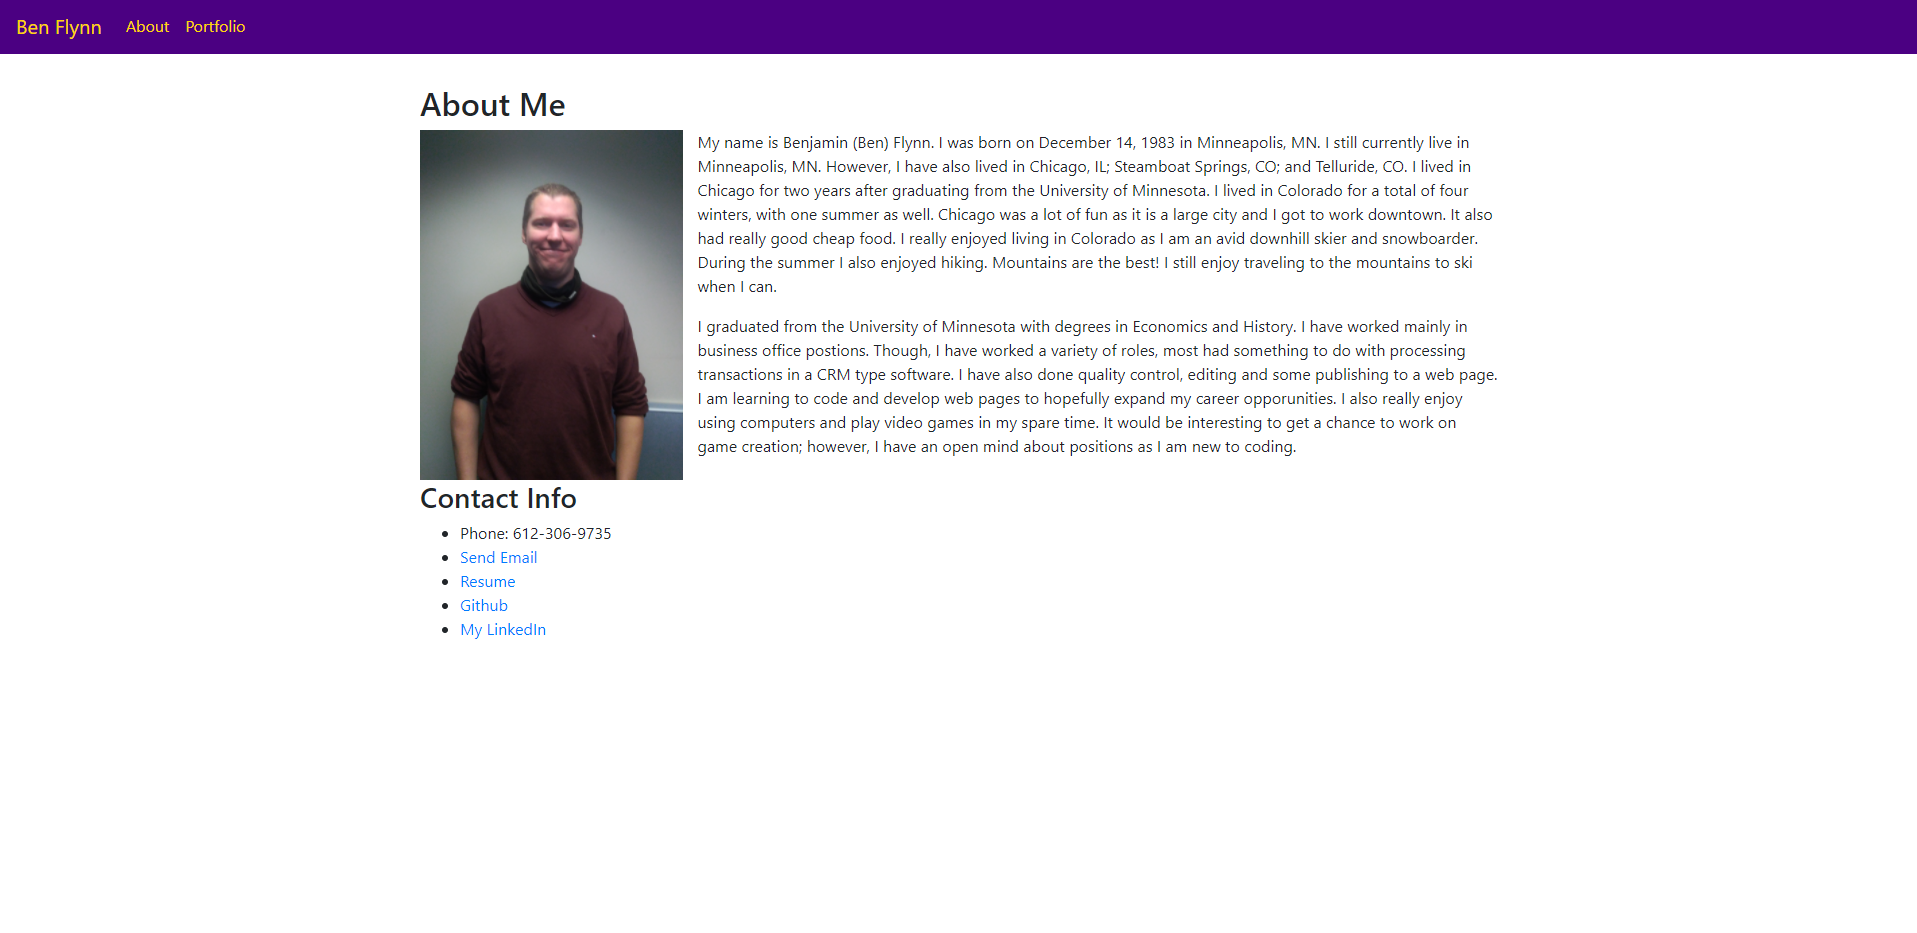 Ben Flynn About Portfolio
About Me
My name is Benjamin (Ben) Flynn. I was born on December 14, 1983 in Minneapolis, MN. I still currently live in
Minneapolis, MN. However, I have also lived in Chicago, IL; Steamboat Springs, CO; and Telluride, CO. I lived in
Chicago for two years after graduating from the University of Minnesota. I lived in Colorado for a total of four
winters, with one summer as well. Chicago was a lot of fun as it is a large city and I got to work downtown. It also
had really good cheap food. I really enjoyed living in Colorado as I am an avid downhill skier and snowboarder.
During the summer I also enjoyed hiking. Mountains are the best! I still enjoy traveling to the mountains to ski
when I can.
I graduated from the University of Minnesota with degrees in Economics and History. I have worked mainly in
business office postions. Though, I have worked a variety of roles, most had something to do with processing
transactions in a CRM type software. I have also done quality control, editing and some publishing to a web page.
I am learning to code and develop web pages to hopefully expand my career opporunities. I also really enjoy
using computers and play video games in my spare time. It would be interesting to get a chance to work on
game creation; however, I have an open mind about positions as I am new to coding.
Contact Info
Phone: 612-306-9735
Send Email
Resume
Github
My LinkedIn